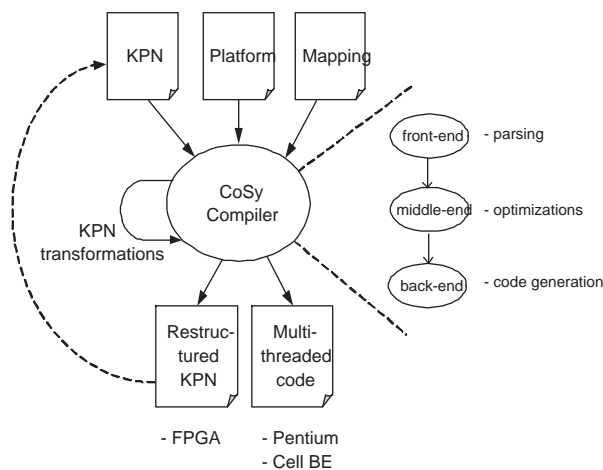 KPN
Platform
Mapping
CoSy
Compiler
KPN
transformations
front-end
- parsing
middle-end
- optimizations
back-end
- code generation
Restruc-
tured
KPN
Multi-
threaded
code
- FPGA
- Pentium
- Cell BE